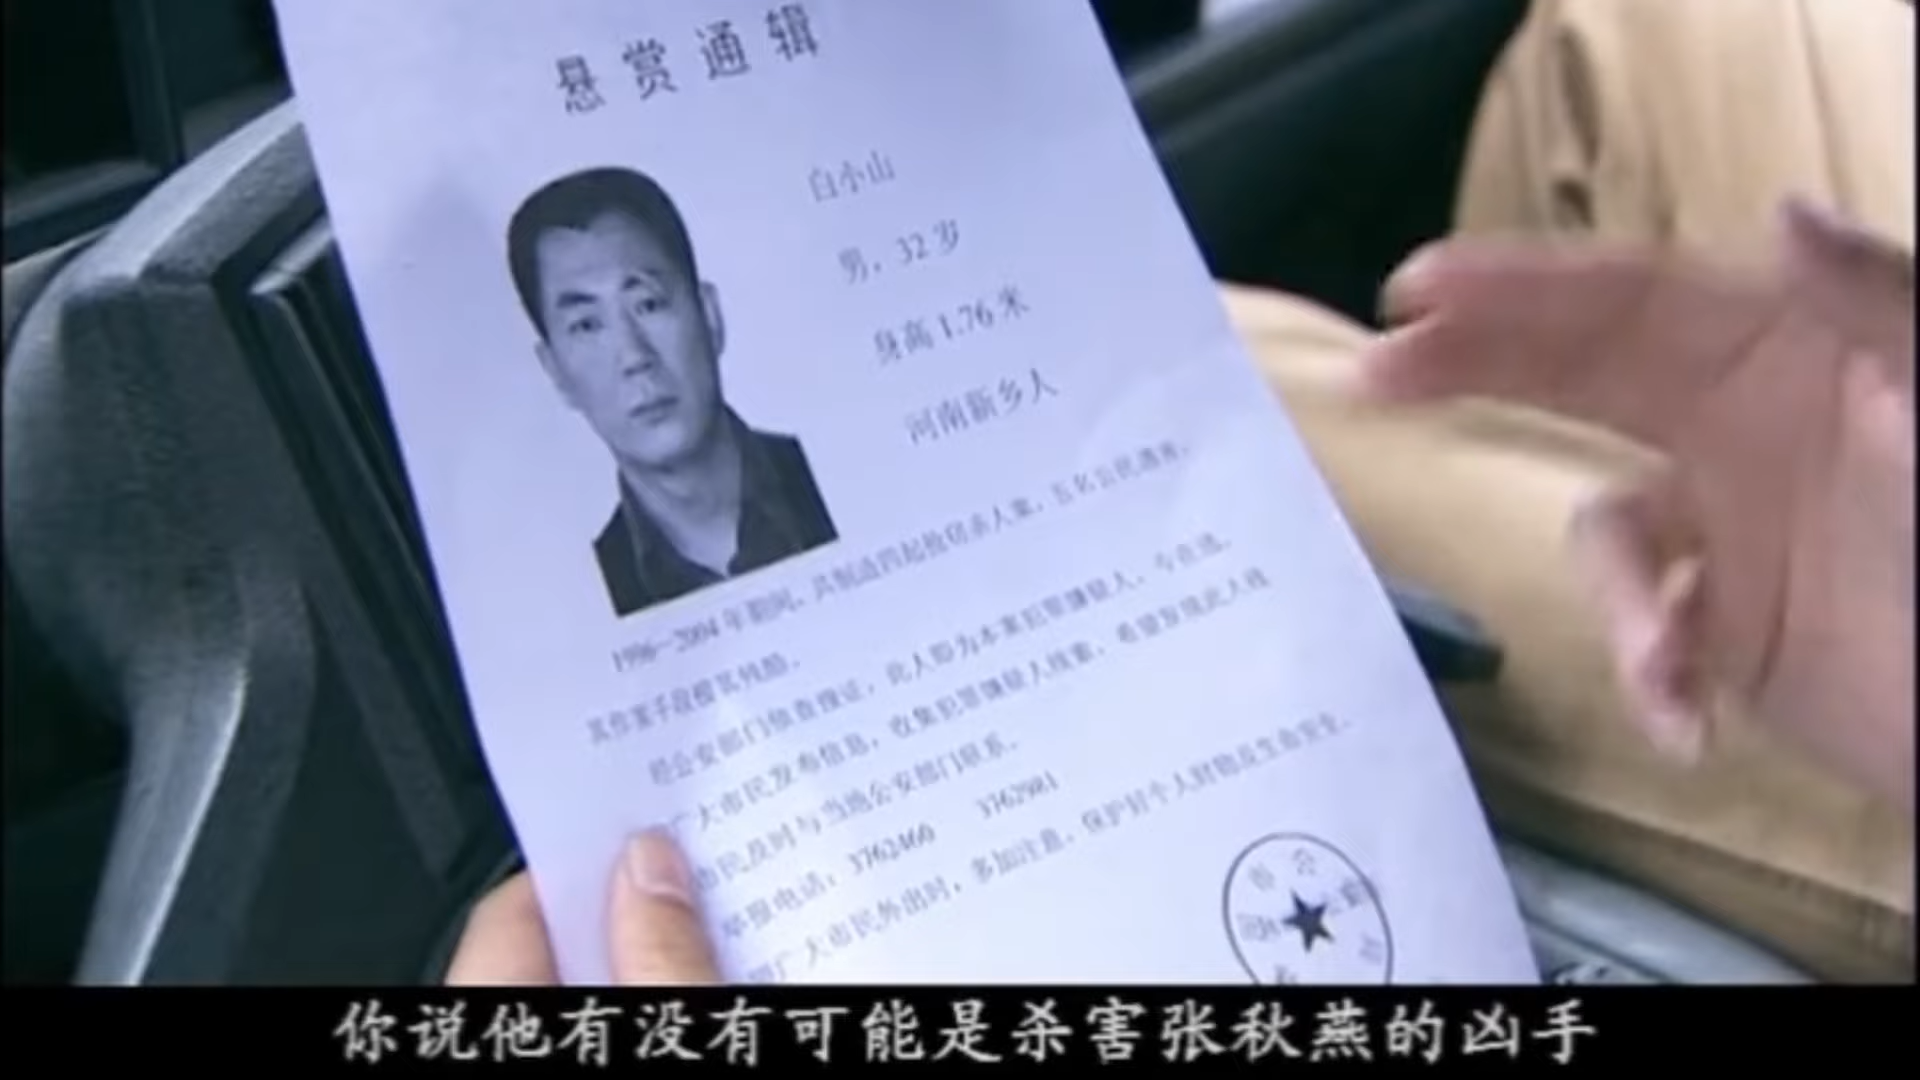 悬赏通辑
白小山
男，32岁
身高1.76米
河南新乡人
1996—2004年期间，共制造四起抢劫杀人案，五名公民遇害，
其作案手段极其残酷。
经公安部门侦查搜证，此人即为本案犯罪嫌疑人，今在逃。
广大市民发布信息，收集犯罪嫌疑人线索，希望发现此人线
市民及时与当地公安部门联系。
举报电话：3762460 3762981
广大市民外出时，多加注意，保护好个人财物及生命安全。
你说他有没有可能是杀害张秋燕的凶手